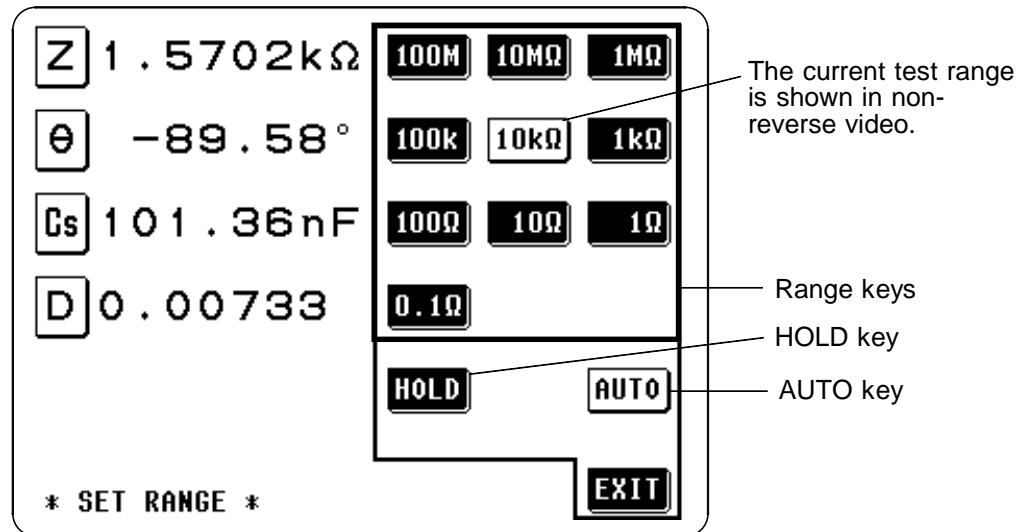 Z 1.5702kΩ
θ -89.58°
Cs 101.36nF
D 0.00733
100M 10MΩ 1MΩ
100k 10kΩ 1kΩ
100Ω 10Ω 1Ω
0.1Ω
HOLD AUTO
EXIT
* SET RANGE *
The current test range
is shown in non-
reverse video.
Range keys
HOLD key
AUTO key